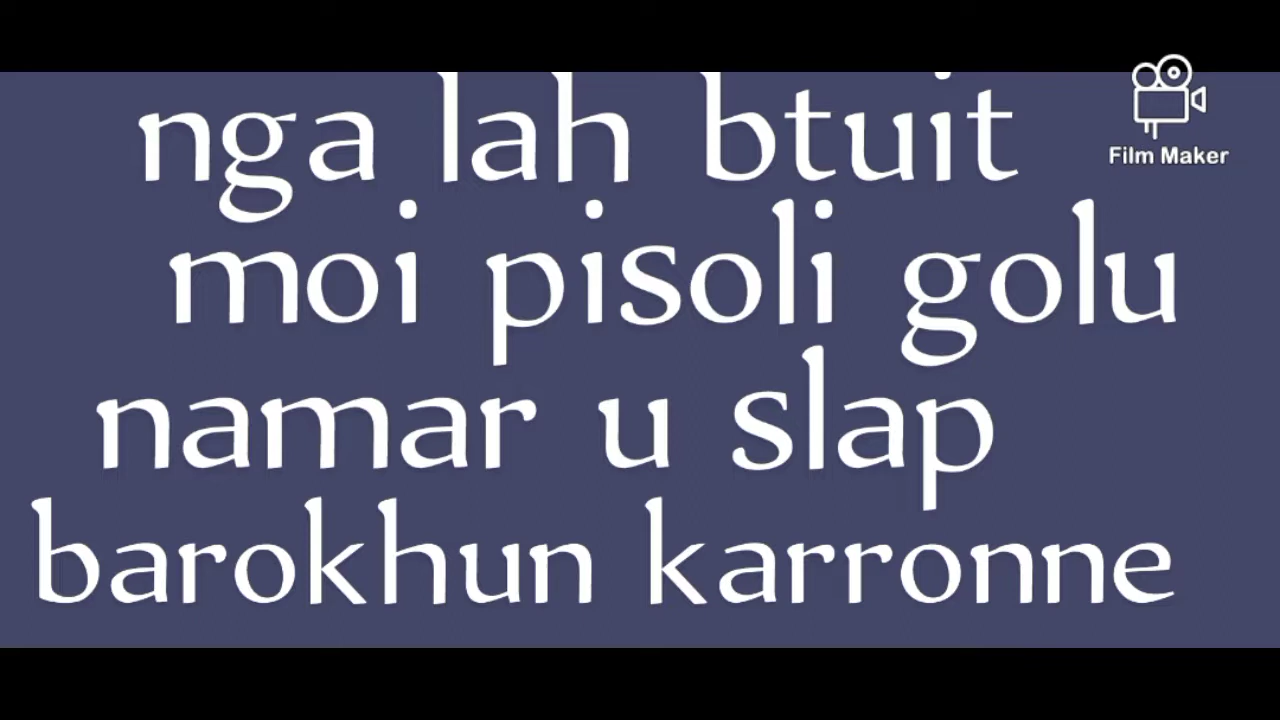 nga lah btuit
moi pisoli golu
namar u slap
barokhun karronne
Film Maker